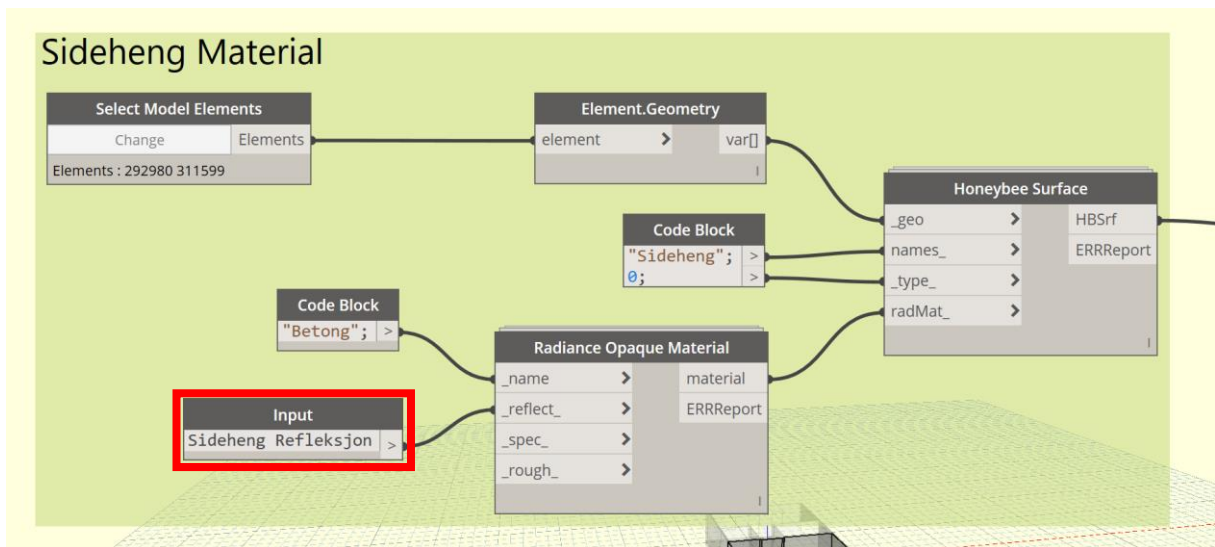 Sideheng Material
Select Model Elements
Change Elements
Elements : 292980 311599
Element.Geometry
element > var[]
Code Block
"Sideheng"; >
0; >
Honeybee Surface
_geo > HBSrf
names_ > ERRReport
_type_ >
radMat_ >
Code Block
"Betong"; >
Input
Sideheng Refleksjon >
Radiance Opaque Material
_name > material
_reflect_ > ERRReport
_spec_ >
_rough_ >